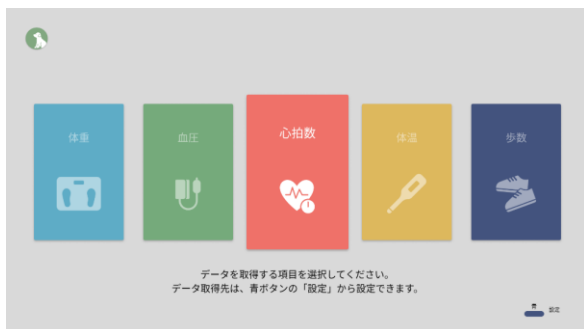 体重
血圧
心拍数
体温
歩数
データを取得する項目を選択してください。
データ取得先は、青ボタンの「設定」から設定できます。
青
設定